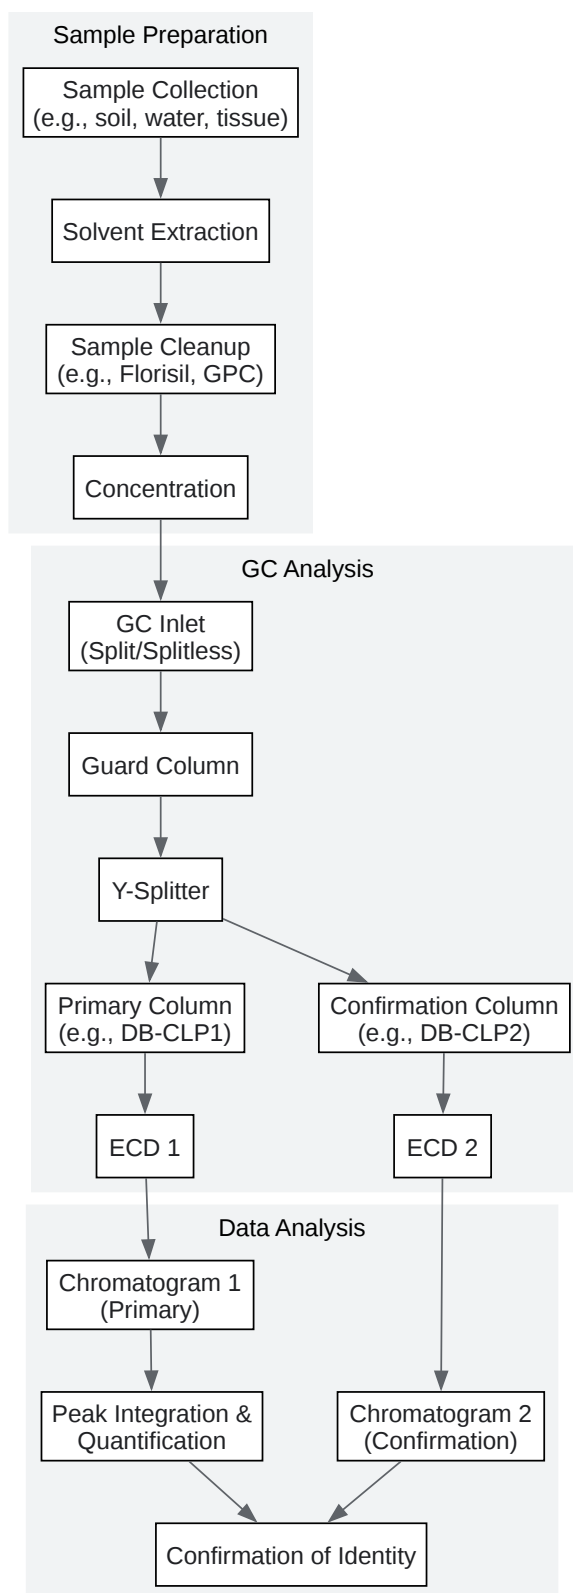 Sample Preparation
Sample Collection
(e.g., soil, water, tissue)
Solvent Extraction
Sample Cleanup
(e.g., Florisil, GPC)
Concentration
GC Analysis
GC Inlet
(Split/Splitless)
Guard Column
Y-Splitter
Primary Column
(e.g., DB-CLP1)
Confirmation Column
(e.g., DB-CLP2)
ECD 1
ECD 2
Data Analysis
Chromatogram 1
(Primary)
Peak Integration &
Quantification
Chromatogram 2
(Confirmation)
Confirmation of Identity